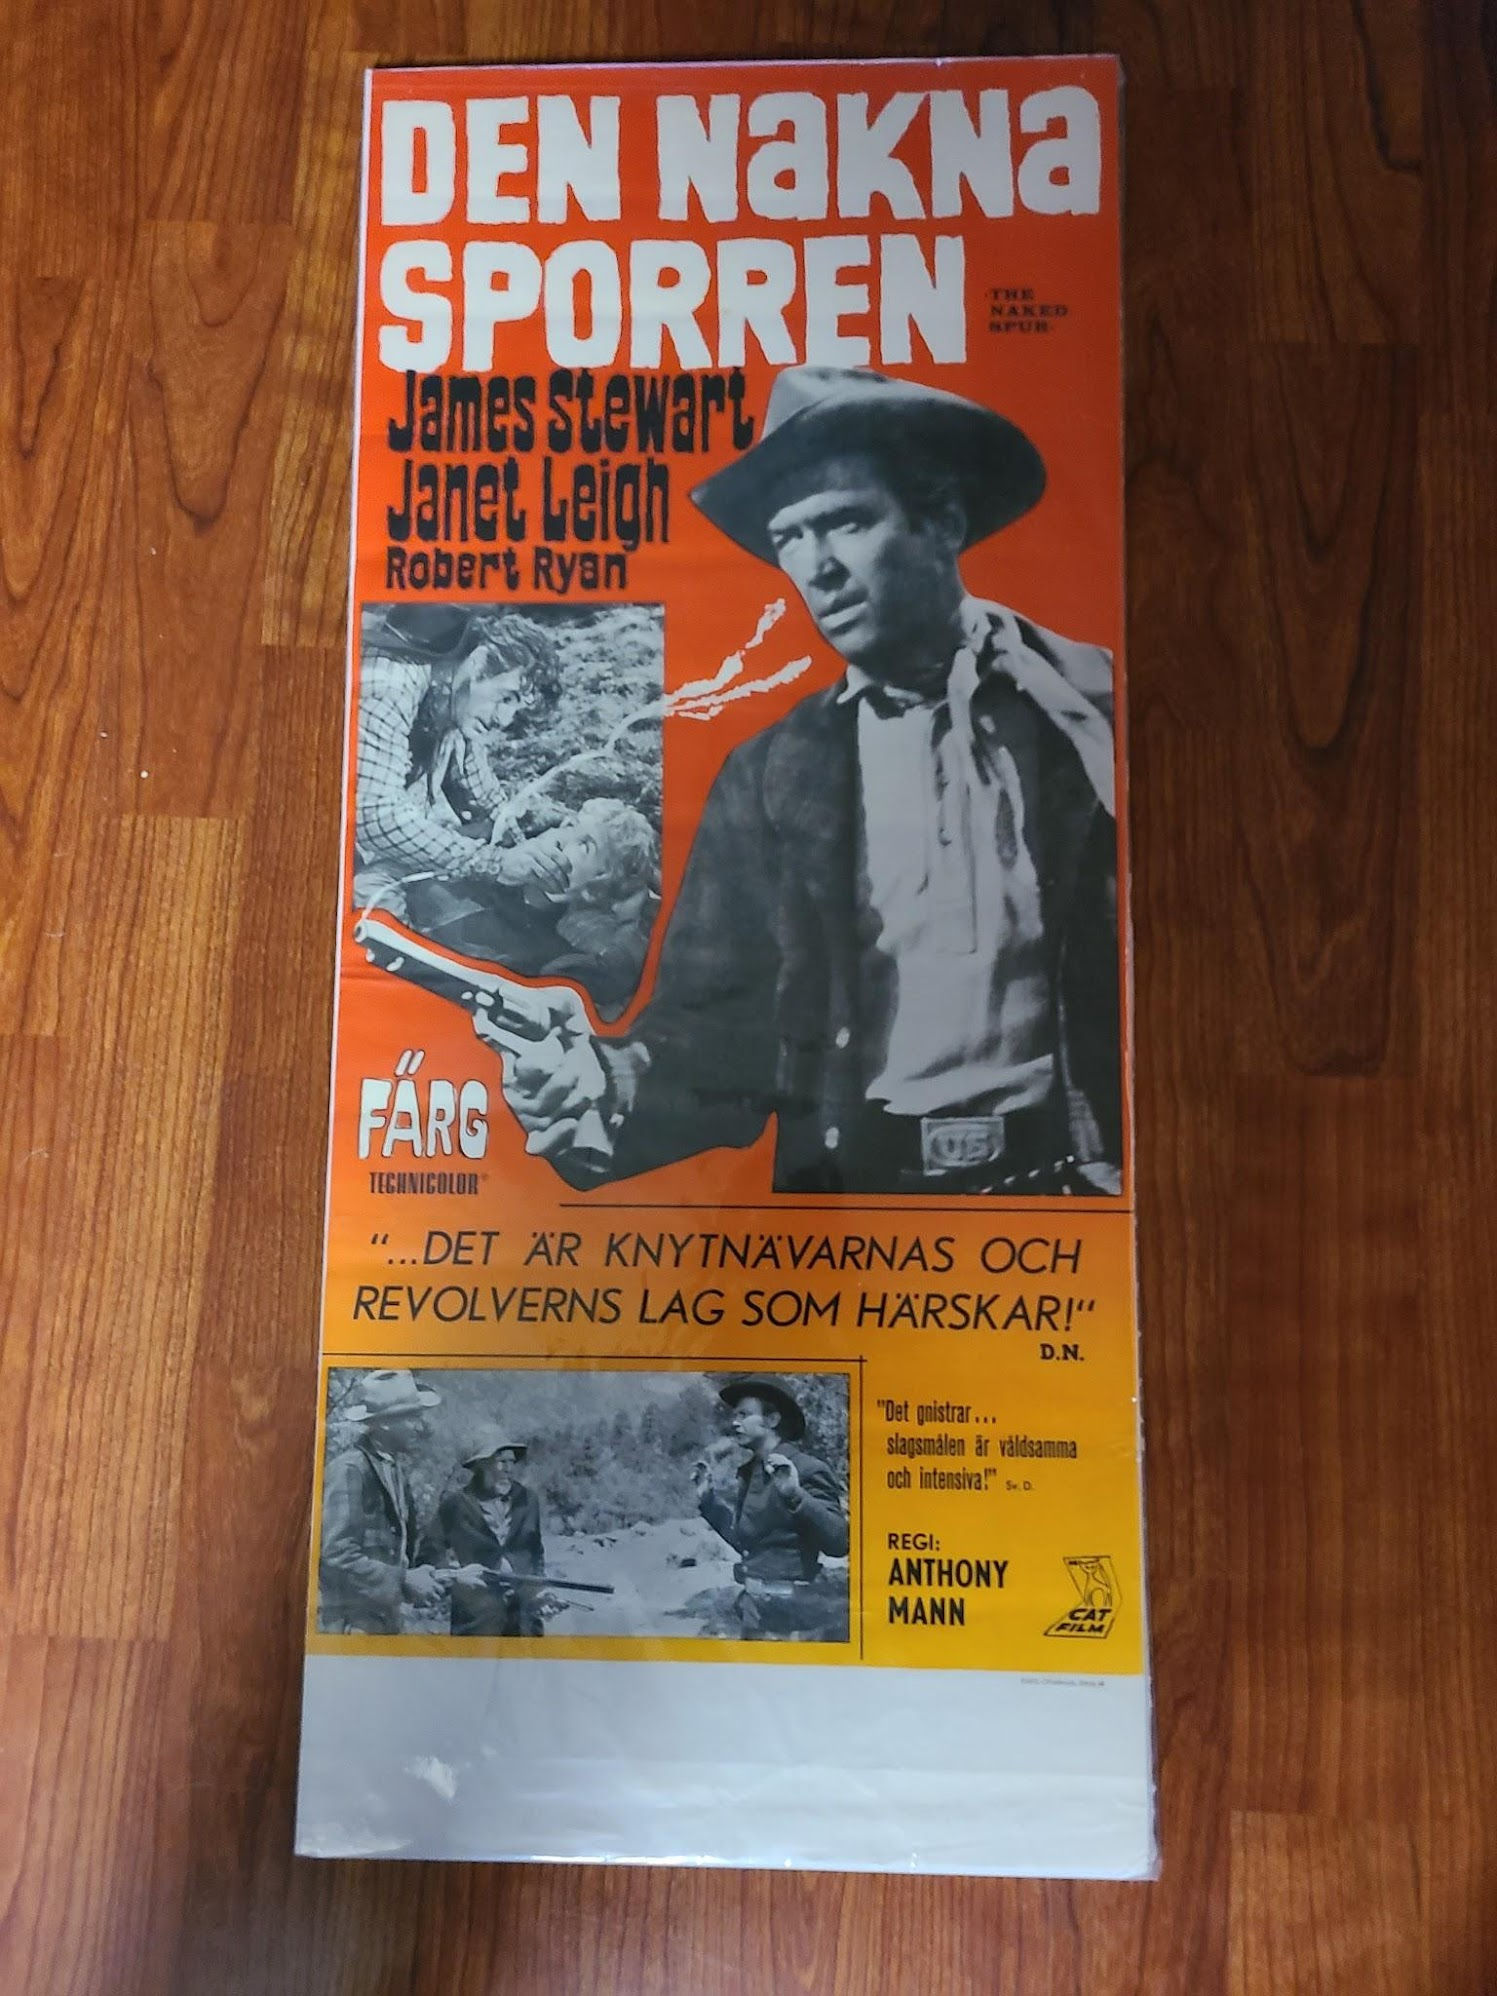 DEN NAKNA
SPORREN
THE
NAKED
SPUR
James Stewart
Janet Leigh
Robert Ryan
FÄRG
TECHNICOLOR®
US
"...DET ÄR KNYTNÄVARNAS OCH
REVOLVERNS LAG SOM HÄRSKAR!"
D.N.
"Det gnistrar...
slagsmålen är våldsamma
och intensiva!" Sv. D.
REGI:
ANTHONY
MANN
CAT
FILM